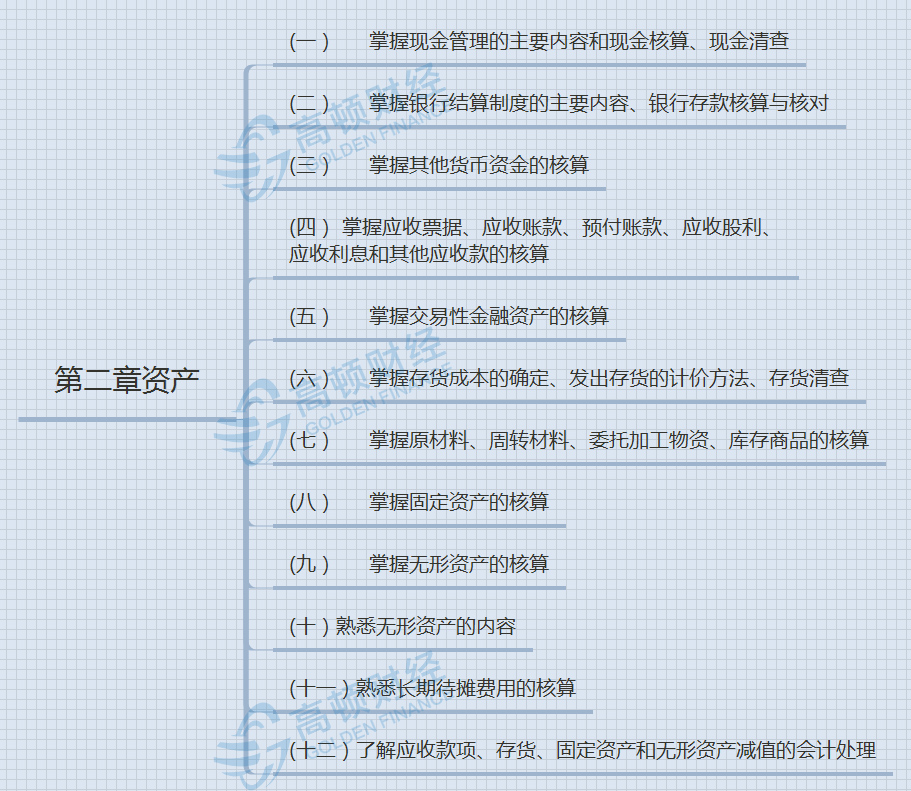 (一） 掌握现金管理的主要内容和现金核算、现金清查
(二） 掌握银行结算制度的主要内容、银行存款核算与核对
(三） 掌握其他货币资金的核算
(四） 掌握应收票据、应收账款、预付账款、应收股利、
应收利息和其他应收款的核算
(五） 掌握交易性金融资产的核算
第二章资产
(六） 掌握存货成本的确定、发出存货的计价方法、存货清查
(七） 掌握原材料、周转材料、委托加工物资、库存商品的核算
(八） 掌握固定资产的核算
(九） 掌握无形资产的核算
(十）熟悉无形资产的内容
(十一）熟悉长期待摊费用的核算
(十二）了解应收款项、存货、固定资产和无形资产减值的会计处理
高顿财经
GOLDEN FINANCE
高顿财经
GOLDEN FINANCE
高顿财经
GOLDEN FINANCE